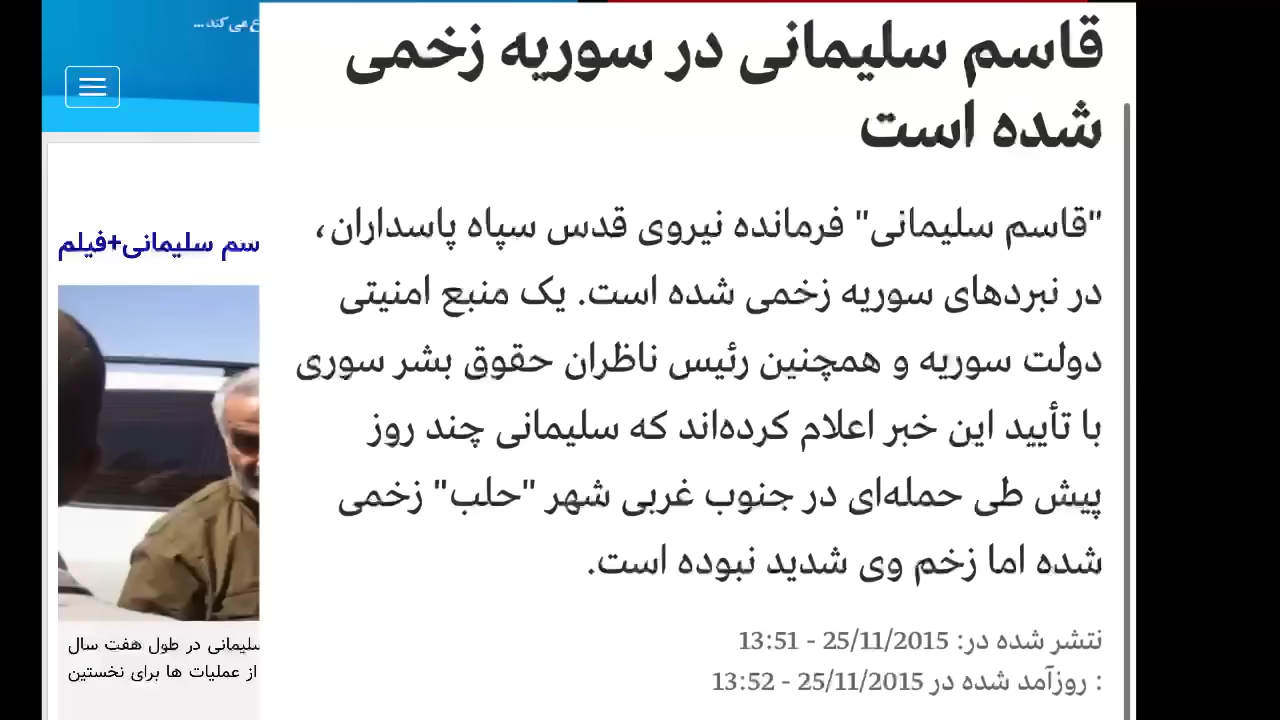 قاسم سلیمانی در سوریه زخمی
شده است
"قاسم سلیمانی" فرمانده نیروی قدس سپاه پاسداران،
در نبردهای سوریه زخمی شده است. یک منبع امنیتی
دولت سوریه و همچنین رئیس ناظران حقوق بشر سوری
با تأیید این خبر اعلام کرده‌اند که سلیمانی چند روز
پیش طی حمله‌ای در جنوب غربی شهر "حلب" زخمی
شده اما زخم وی شدید نبوده است.
نتشر شده در: 25/11/2015 - 13:51
: روزآمد شده در 25/11/2015 - 13:52
می کند ...
سم سلیمانی+فیلم
سلیمانی در طول هفت سال
از عملیات ها برای نخستین